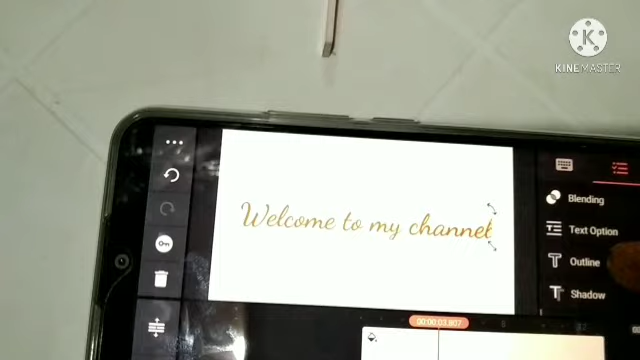 K
KINEMASTER
Welcome to my channel
Blending
Text Option
Outline
Shadow
00:00:03.807